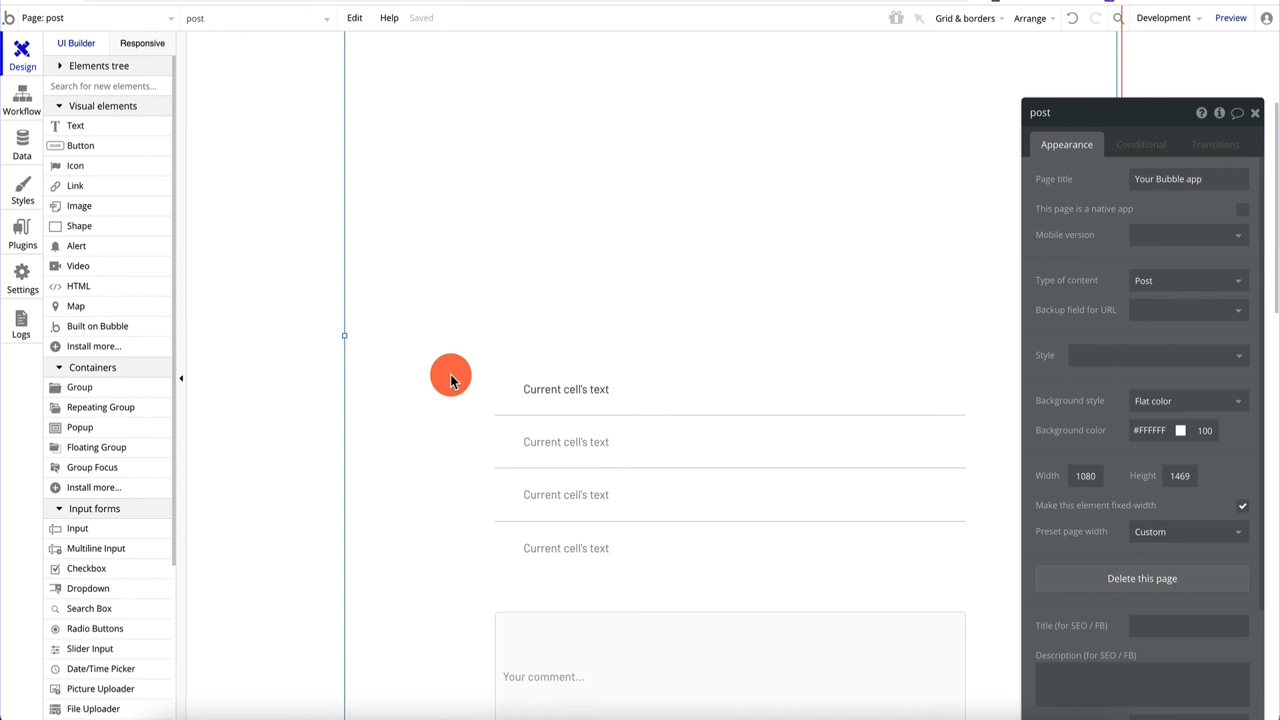 Page: post
post
Edit
Help
Saved
Grid & borders
Arrange
Development
Preview
Design
Workflow
Data
Styles
Plugins
Settings
Logs
UI Builder
Responsive
Elements tree
Search for new elements...
Visual elements
Text
Button
Icon
Link
Image
Shape
Alert
Video
HTML
Map
Built on Bubble
Install more...
Containers
Group
Repeating Group
Popup
Floating Group
Group Focus
Install more...
Input forms
Input
Multiline Input
Checkbox
Dropdown
Search Box
Radio Buttons
Slider Input
Date/Time Picker
Picture Uploader
File Uploader
Current cell's text
Current cell's text
Current cell's text
Current cell's text
Your comment...
post
Appearance
Conditional
Transitions
Page title
Your Bubble app
This page is a native app
Mobile version
Type of content
Post
Backup field for URL
Style
Background style
Flat color
Background color
#FFFFFF
100
Width
1080
Height
1469
Make this element fixed-width
Preset page width
Custom
Delete this page
Title (for SEO / FB)
Description (for SEO / FB)